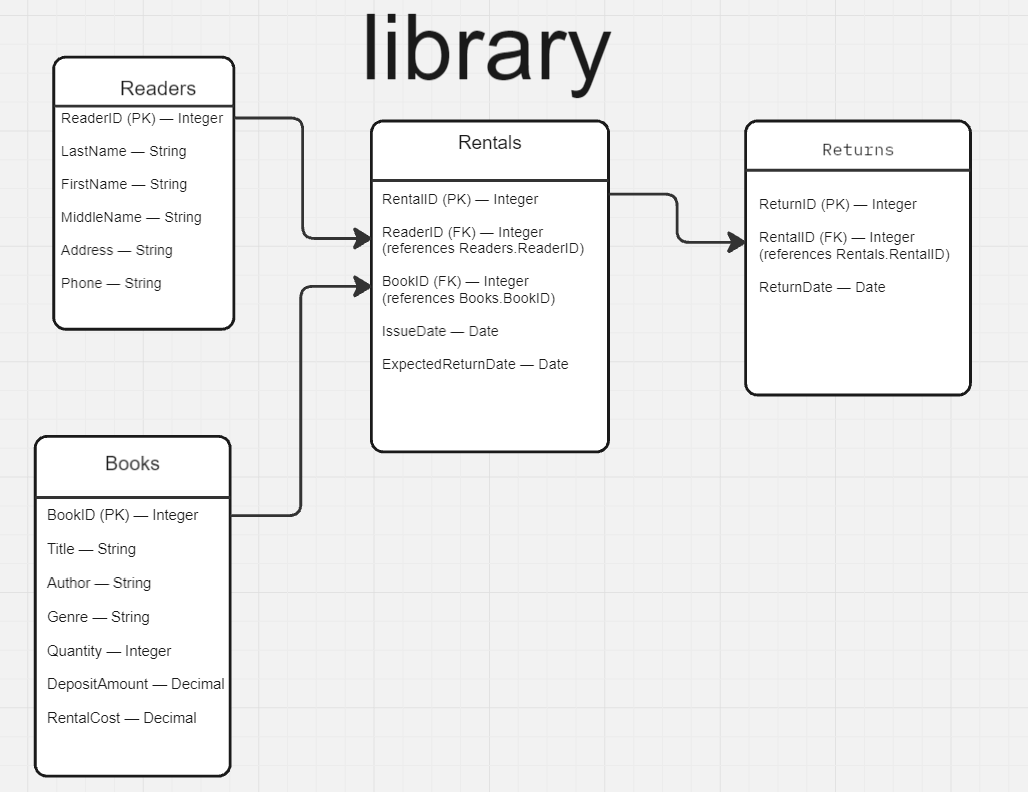 library
Readers
ReaderID (PK) — Integer
LastName — String
FirstName — String
MiddleName — String
Address — String
Phone — String
Rentals
RentalID (PK) — Integer
ReaderID (FK) — Integer
(references Readers.ReaderID)
BookID (FK) — Integer
(references Books.BookID)
IssueDate — Date
ExpectedReturnDate — Date
Returns
ReturnID (PK) — Integer
RentalID (FK) — Integer
(references Rentals.RentalID)
ReturnDate — Date
Books
BookID (PK) — Integer
Title — String
Author — String
Genre — String
Quantity — Integer
DepositAmount — Decimal
RentalCost — Decimal